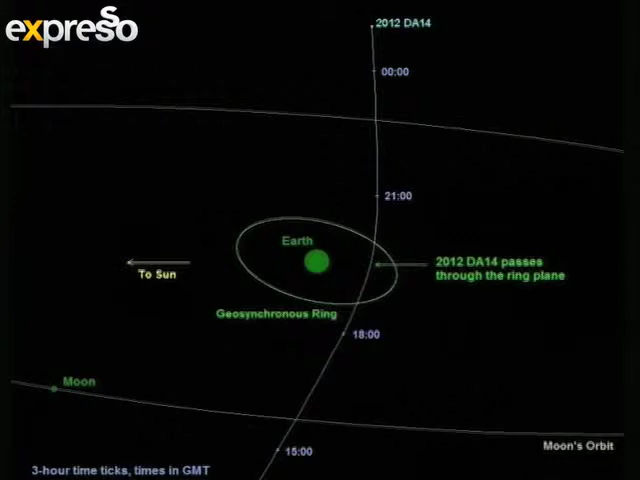 expresso
2012 DA14
00:00
21:00
Earth
2012 DA14 passes
through the ring plane
To Sun
Geosynchronous Ring
18:00
Moon
Moon's Orbit
15:00
3-hour time ticks, times in GMT